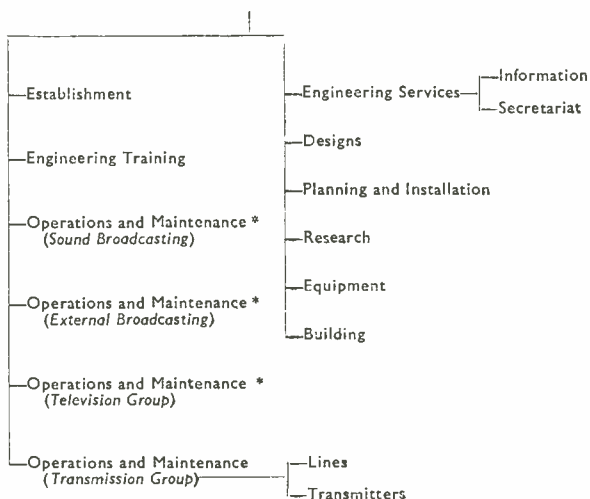 Establishment
Engineering Training
Operations and Maintenance *
(Sound Broadcasting)
Operations and Maintenance *
(External Broadcasting)
Operations and Maintenance *
(Television Group)
Operations and Maintenance
(Transmission Group)
Lines
Transmitters
Engineering Services
Information
Secretariat
Designs
Planning and Installation
Research
Equipment
Building